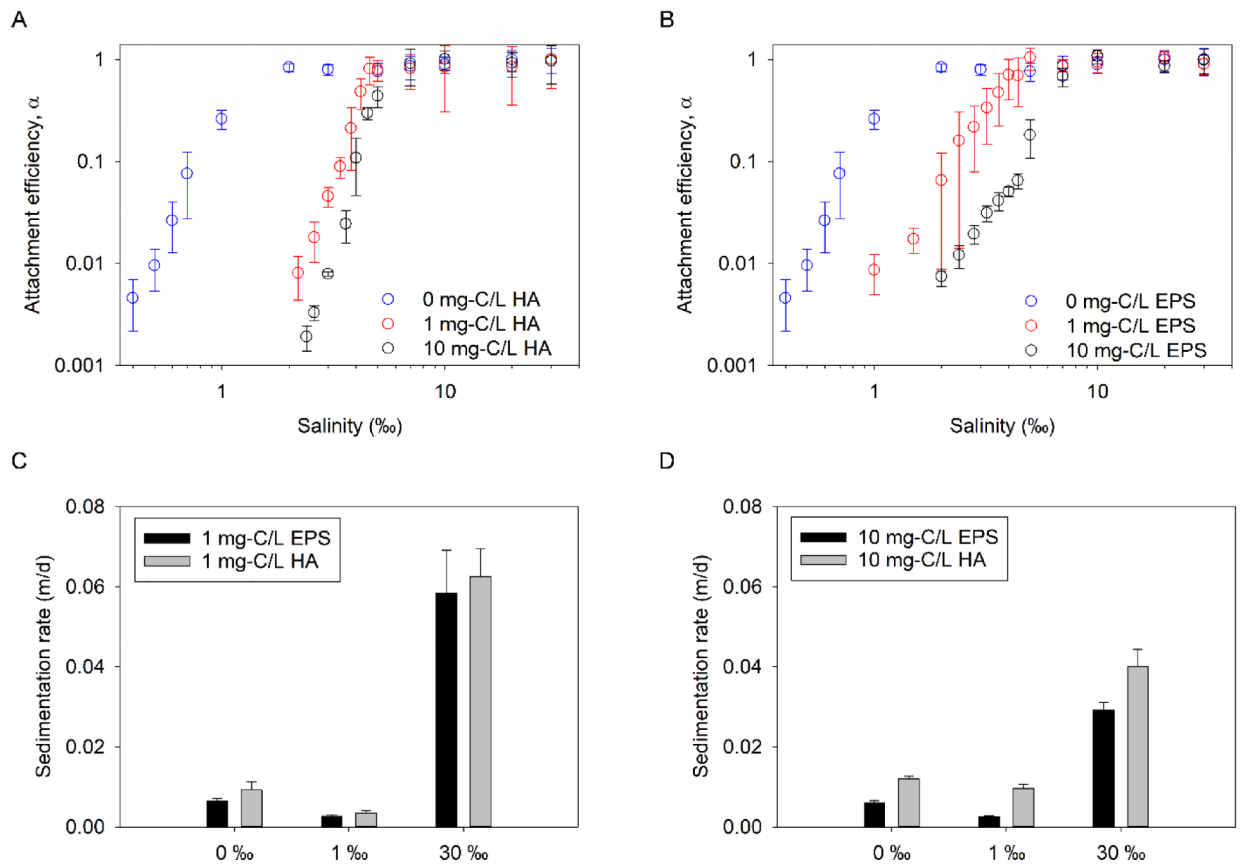 A
Attachment efficiency, α
1
0.1
0.01
0.001
0 mg-C/L HA
1 mg-C/L HA
10 mg-C/L HA
1
10
Salinity (‰)
B
Attachment efficiency, α
1
0.1
0.01
0.001
0 mg-C/L EPS
1 mg-C/L EPS
10 mg-C/L EPS
1
10
Salinity (‰)
C
Sedimentation rate (m/d)
0.08
0.06
0.04
0.02
0.00
1 mg-C/L EPS
1 mg-C/L HA
0 ‰ 1 ‰ 30 ‰
D
Sedimentation rate (m/d)
0.08
0.06
0.04
0.02
0.00
10 mg-C/L EPS
10 mg-C/L HA
0 ‰ 1 ‰ 30 ‰